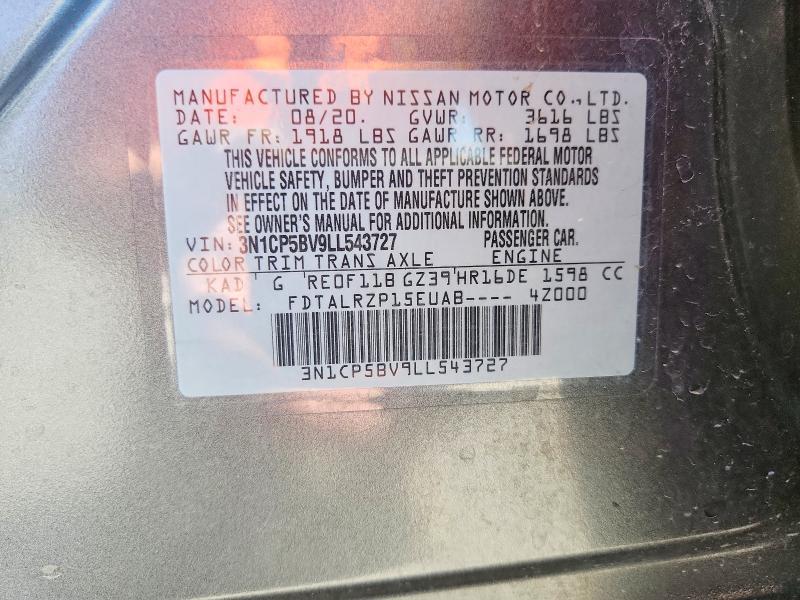 MANUFACTURED BY NISSAN MOTOR CO.,LTD.
DATE: 08/20. GVWR: 3616 LBS
GAWR FR: 1918 LBS GAWR RR: 1698 LBS
THIS VEHICLE CONFORMS TO ALL APPLICABLE FEDERAL MOTOR
VEHICLE SAFETY, BUMPER AND THEFT PREVENTION STANDARDS
IN EFFECT ON THE DATE OF MANUFACTURE SHOWN ABOVE.
SEE OWNER'S MANUAL FOR ADDITIONAL INFORMATION.
VIN: 3N1CP5BV9LL543727 PASSENGER CAR.
COLOR TRIM TRANS AXLE ENGINE
KAD G RE0F11B GZ39 HR16DE 1598 CC
MODEL: FDTALRZP15EUAB---- 4Z000
3N1CP5BV9LL543727